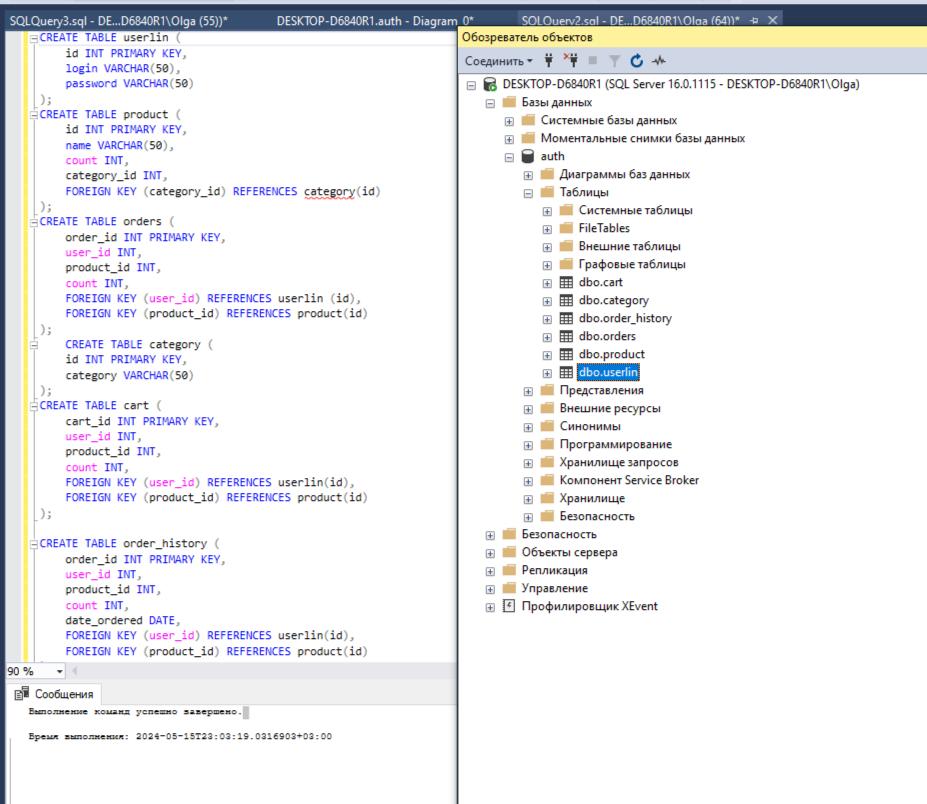 SQLQuery3.sql - DE...D6840R1\Olga (55))*
DESKTOP-D6840R1.auth - Diagram_0*
SQLQuery2.sql - DE...D6840R1\Olga (64))*
CREATE TABLE userlin (
id INT PRIMARY KEY,
login VARCHAR(50),
password VARCHAR(50)
);
CREATE TABLE product (
id INT PRIMARY KEY,
name VARCHAR(50),
count INT,
category_id INT,
FOREIGN KEY (category_id) REFERENCES category(id)
);
CREATE TABLE orders (
order_id INT PRIMARY KEY,
user_id INT,
product_id INT,
count INT,
FOREIGN KEY (user_id) REFERENCES userlin (id),
FOREIGN KEY (product_id) REFERENCES product(id)
);
CREATE TABLE category (
id INT PRIMARY KEY,
category VARCHAR(50)
);
CREATE TABLE cart (
cart_id INT PRIMARY KEY,
user_id INT,
product_id INT,
count INT,
FOREIGN KEY (user_id) REFERENCES userlin(id),
FOREIGN KEY (product_id) REFERENCES product(id)
);
CREATE TABLE order_history (
order_id INT PRIMARY KEY,
user_id INT,
product_id INT,
count INT,
date_ordered DATE,
FOREIGN KEY (user_id) REFERENCES userlin(id),
FOREIGN KEY (product_id) REFERENCES product(id)
90 %
Сообщения
Выполнение команд успешно завершено.
Время выполнения: 2024-05-15T23:03:19.0316903+03:00
Обозреватель объектов
Соединить
DESKTOP-D6840R1 (SQL Server 16.0.1115 - DESKTOP-D6840R1\Olga)
Базы данных
Системные базы данных
Моментальные снимки базы данных
auth
Диаграммы баз данных
Таблицы
Системные таблицы
FileTables
Внешние таблицы
Графовые таблицы
dbo.cart
dbo.category
dbo.order_history
dbo.orders
dbo.product
dbo.userlin
Представления
Внешние ресурсы
Синонимы
Программирование
Хранилище запросов
Компонент Service Broker
Хранилище
Безопасность
Безопасность
Объекты сервера
Репликация
Управление
Профилировщик XEvent